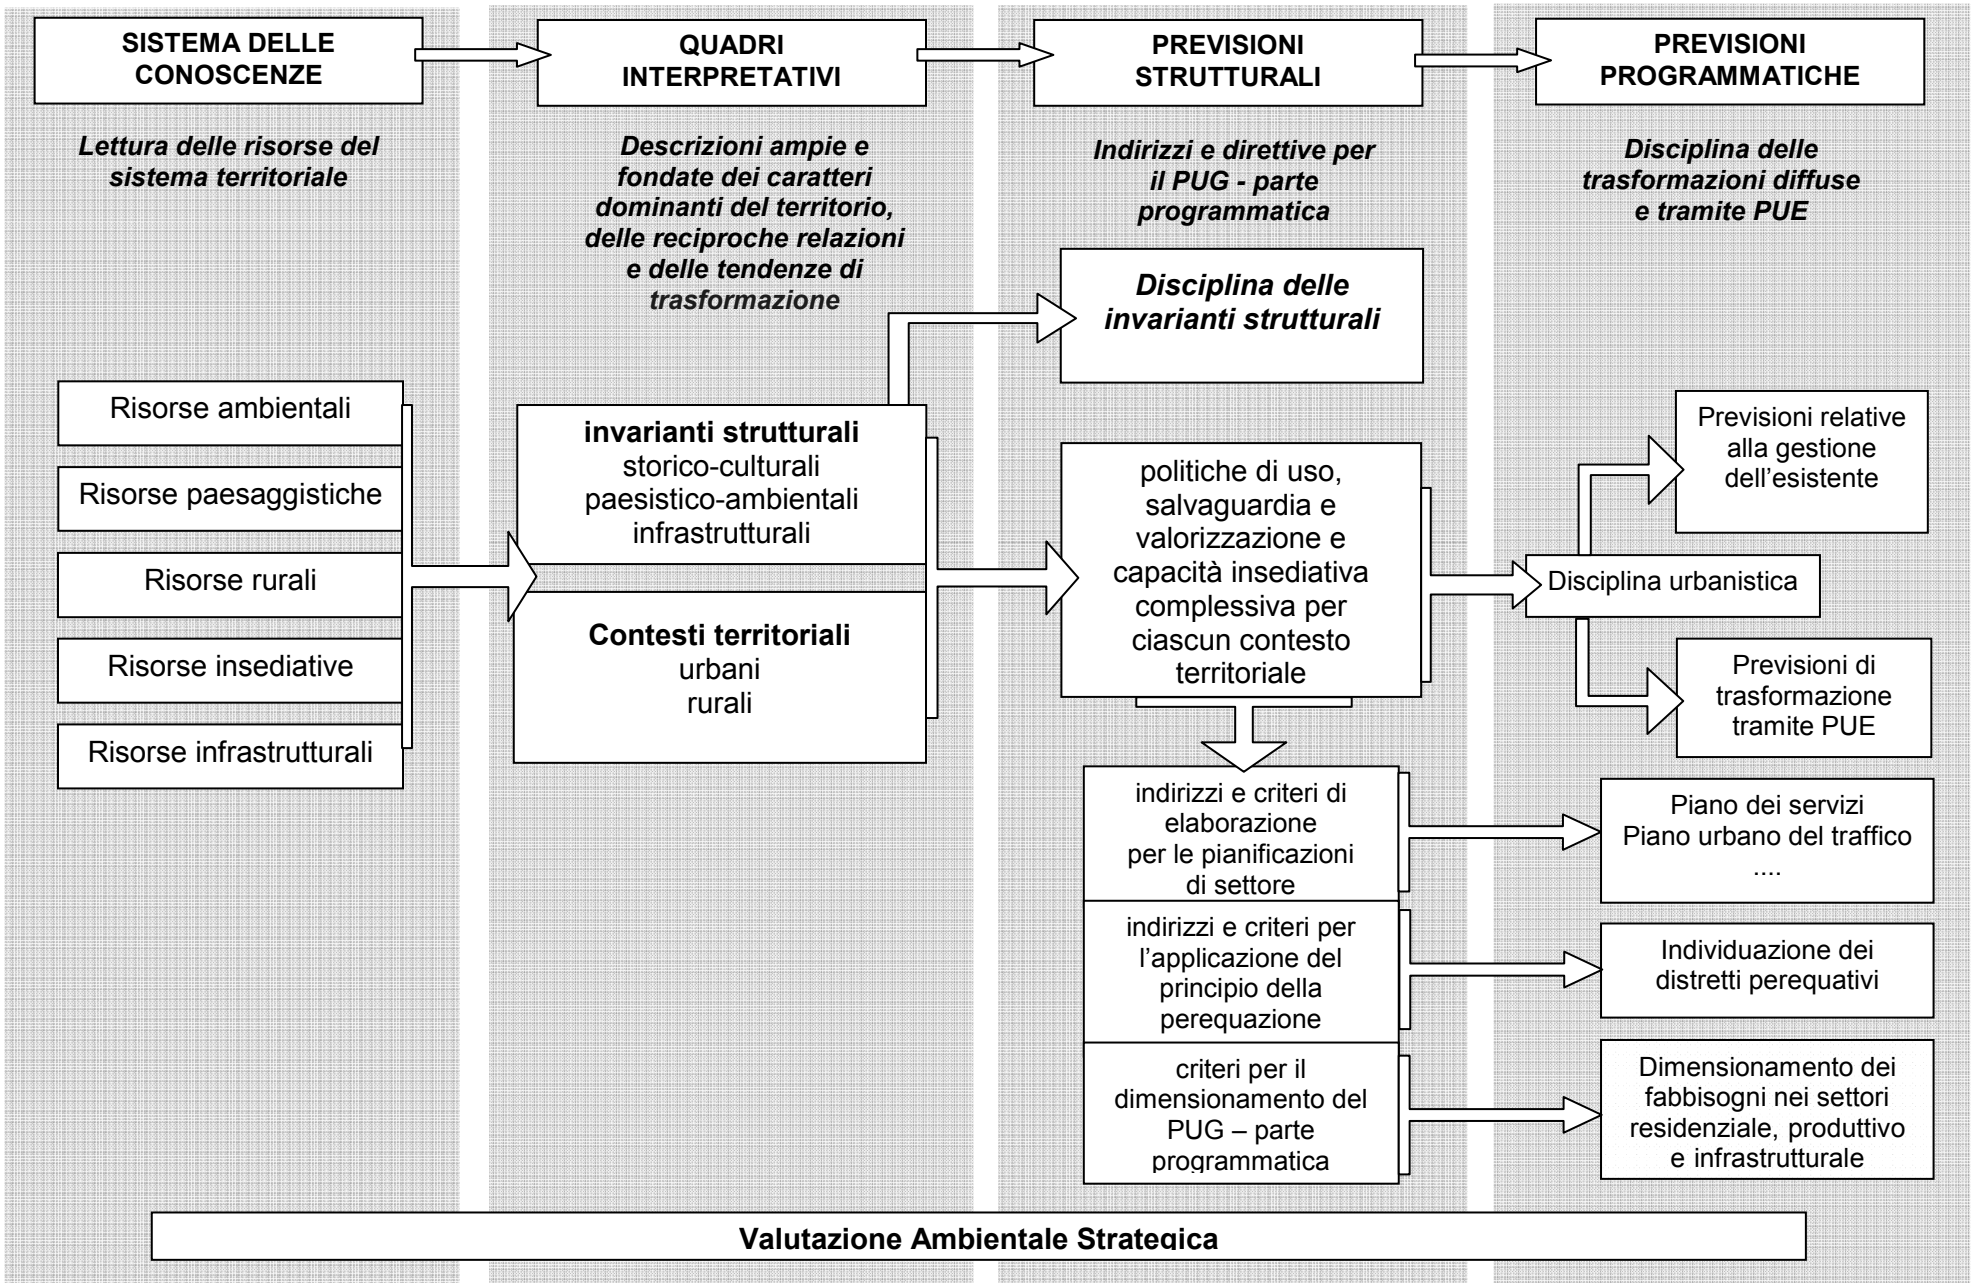 SISTEMA DELLE
CONOSCENZE
Lettura delle risorse del
sistema territoriale
Risorse ambientali
Risorse paesaggistiche
Risorse rurali
Risorse insediative
Risorse infrastrutturali
QUADRI
INTERPRETATIVI
Descrizioni ampie e
fondate dei caratteri
dominanti del territorio,
delle reciproche relazioni
e delle tendenze di
trasformazione
invarianti strutturali
storico-culturali
paesistico-ambientali
infrastrutturali
Contesti territoriali
urbani
rurali
PREVISIONI
STRUTTURALI
Indirizzi e direttive per
il PUG - parte
programmatica
Disciplina delle
invarianti strutturali
politiche di uso,
salvaguardia e
valorizzazione e
capacità insediativa
complessiva per
ciascun contesto
territoriale
indirizzi e criteri di
elaborazione
per le pianificazioni
di settore
indirizzi e criteri per
l’applicazione del
principio della
perequazione
criteri per il
dimensionamento del
PUG – parte
programmatica
PREVISIONI
PROGRAMMATICHE
Disciplina delle
trasformazioni diffuse
e tramite PUE
Previsioni relative
alla gestione
dell’esistente
Disciplina urbanistica
Previsioni di
trasformazione
tramite PUE
Piano dei servizi
Piano urbano del traffico
....
Individuazione dei
distretti perequativi
Dimensionamento dei
fabbisogni nei settori
residenziale, produttivo
e infrastrutturale
Valutazione Ambientale Strategica